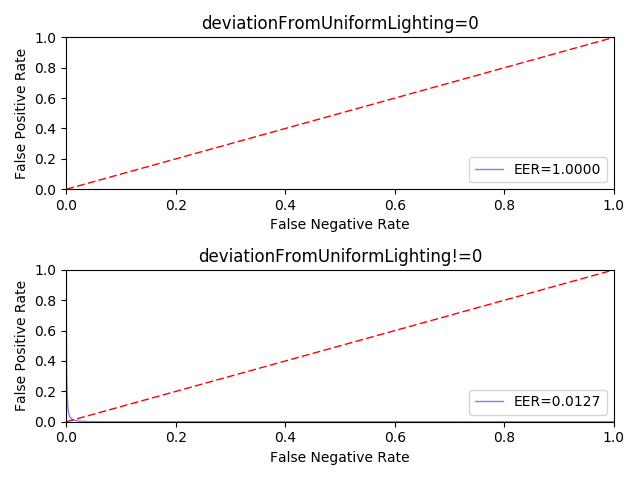 deviationFromUniformLighting=0
False Positive Rate
1.0
0.8
0.6
0.4
0.2
0.0
EER=1.0000
0.0 0.2 0.4 0.6 0.8 1.0
False Negative Rate
deviationFromUniformLighting!=0
False Positive Rate
1.0
0.8
0.6
0.4
0.2
0.0
EER=0.0127
0.0 0.2 0.4 0.6 0.8 1.0
False Negative Rate